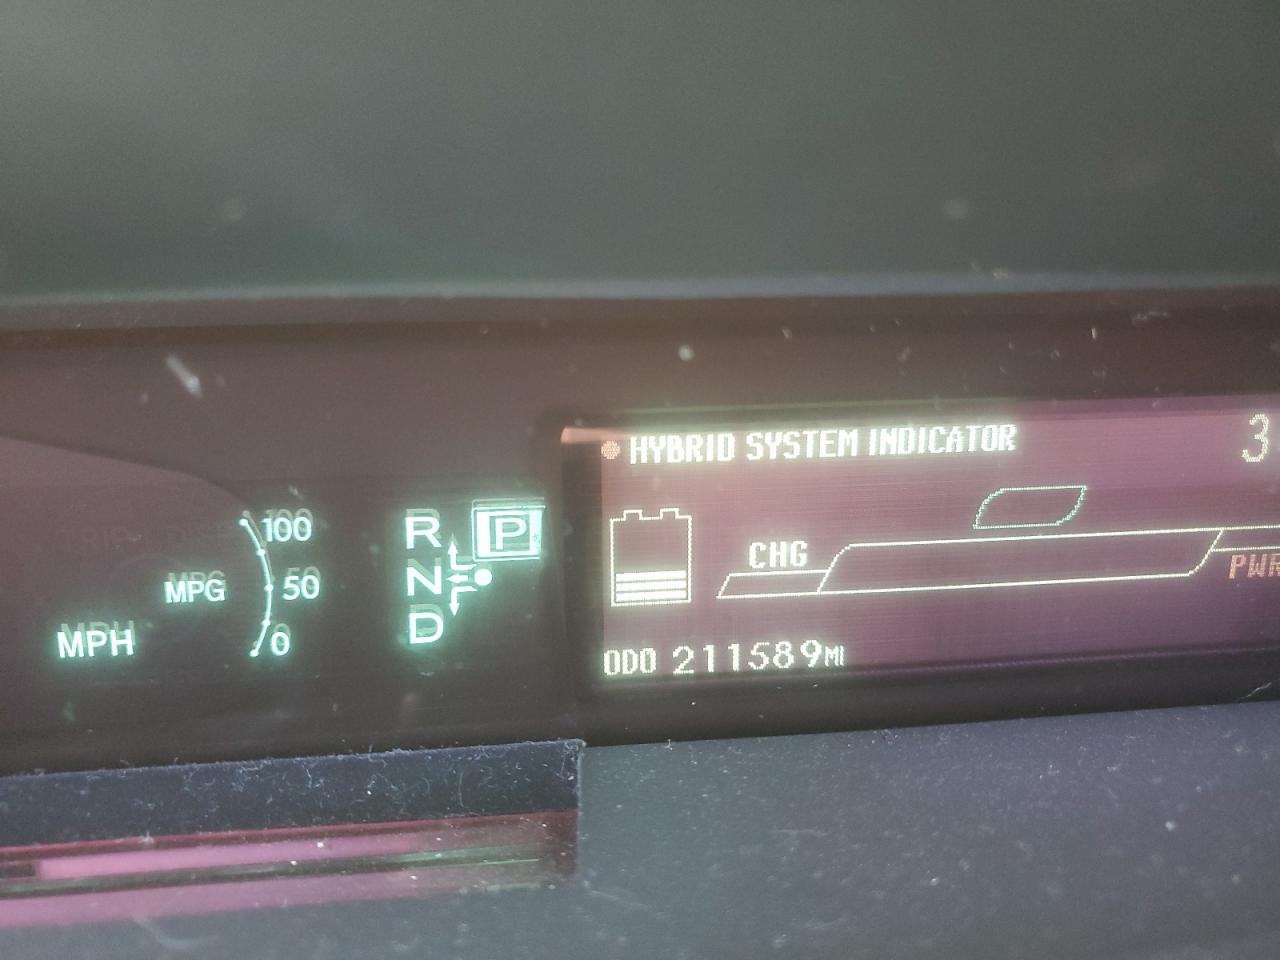 HYBRID SYSTEM INDICATOR
3
100
R
P
MPG
50
N
CHG
PWR
MPH
0
D
ODO 211589MI